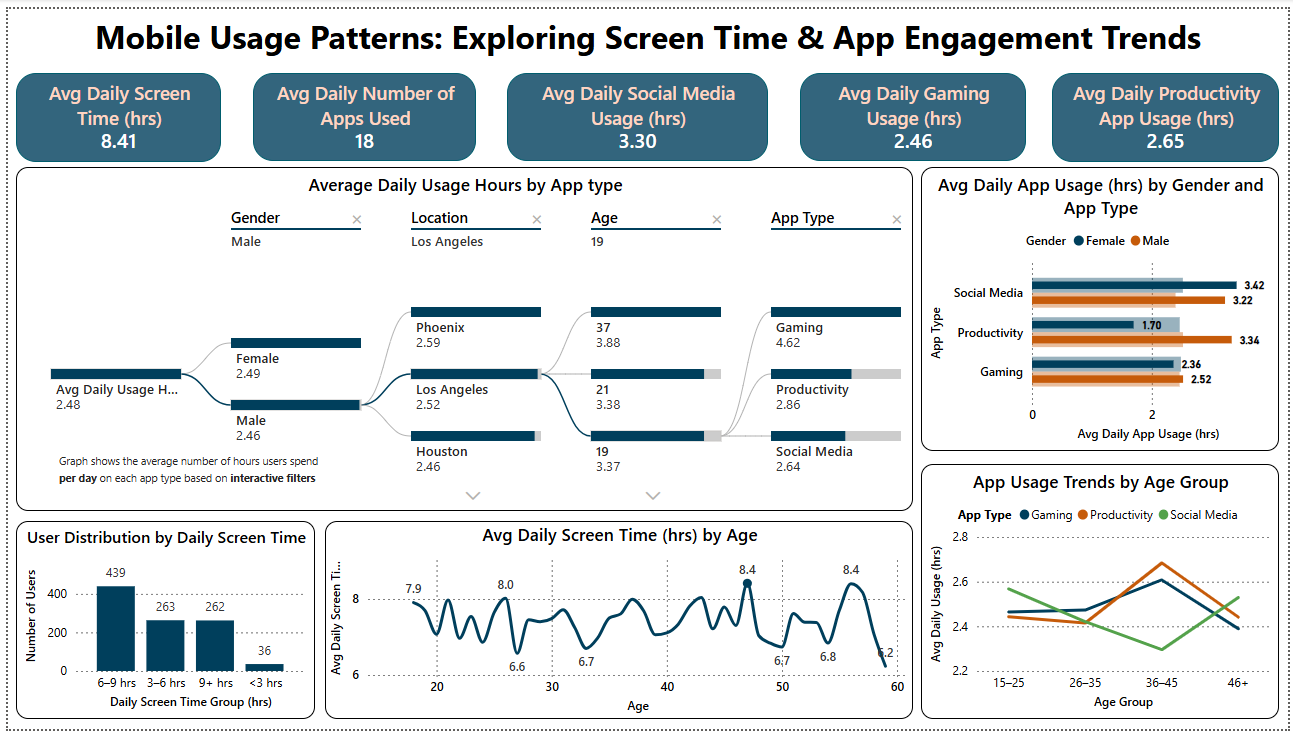 Mobile Usage Patterns: Exploring Screen Time & App Engagement Trends
Avg Daily Screen
Time (hrs)
8.41
Avg Daily Number of
Apps Used
18
Avg Daily Social Media
Usage (hrs)
3.30
Avg Daily Gaming
Usage (hrs)
2.46
Avg Daily Productivity
App Usage (hrs)
2.65
Average Daily Usage Hours by App type
Gender
Male
Location
Los Angeles
Age
19
App Type
Avg Daily Usage H...
2.48
Female
2.49
Male
2.46
Phoenix
2.59
Los Angeles
2.52
Houston
2.46
37
3.88
21
3.38
19
3.37
Gaming
4.62
Productivity
2.86
Social Media
2.64
Graph shows the average number of hours users spend
per day on each app type based on interactive filters
Avg Daily App Usage (hrs) by Gender and
App Type
Gender Female Male
App Type
Social Media
3.42
3.22
Productivity
1.70
3.34
Gaming
2.36
2.52
0 2
Avg Daily App Usage (hrs)
User Distribution by Daily Screen Time
Number of Users
400
200
0
439
263
262
36
6–9 hrs 3–6 hrs 9+ hrs <3 hrs
Daily Screen Time Group (hrs)
Avg Daily Screen Time (hrs) by Age
Avg Daily Screen Ti...
8
6
7.9
8.0
6.6
6.7
8.4
6.7
6.8
8.4
6.2
20 30 40 50 60
Age
App Usage Trends by Age Group
App Type Gaming Productivity Social Media
Avg Daily Usage (hrs)
2.8
2.6
2.4
2.2
15–25 26–35 36–45 46+
Age Group